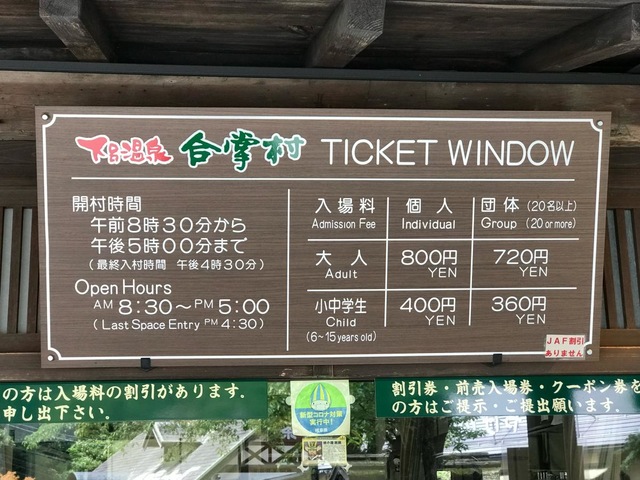 下呂温泉 合掌村 TICKET WINDOW
開村時間
午前8時30分から
午後5時00分まで
(最終入村時間 午後4時30分)
Open Hours
AM 8:30～PM 5:00
(Last Space Entry PM 4:30)
入場料 個人 団体 (20名以上)
Admission Fee Individual Group (20 or more)
大人 800円 720円
Adult YEN YEN
小中学生 400円 360円
Child YEN YEN
(6~15years old)
JAF割引
ありません
の方は入場料の割引があります.
申し出下さい.
割引券・前売入場券・クーポン券を
の方はご提示・ご提出願います.
新型コロナ対策
実行中!
岐阜県